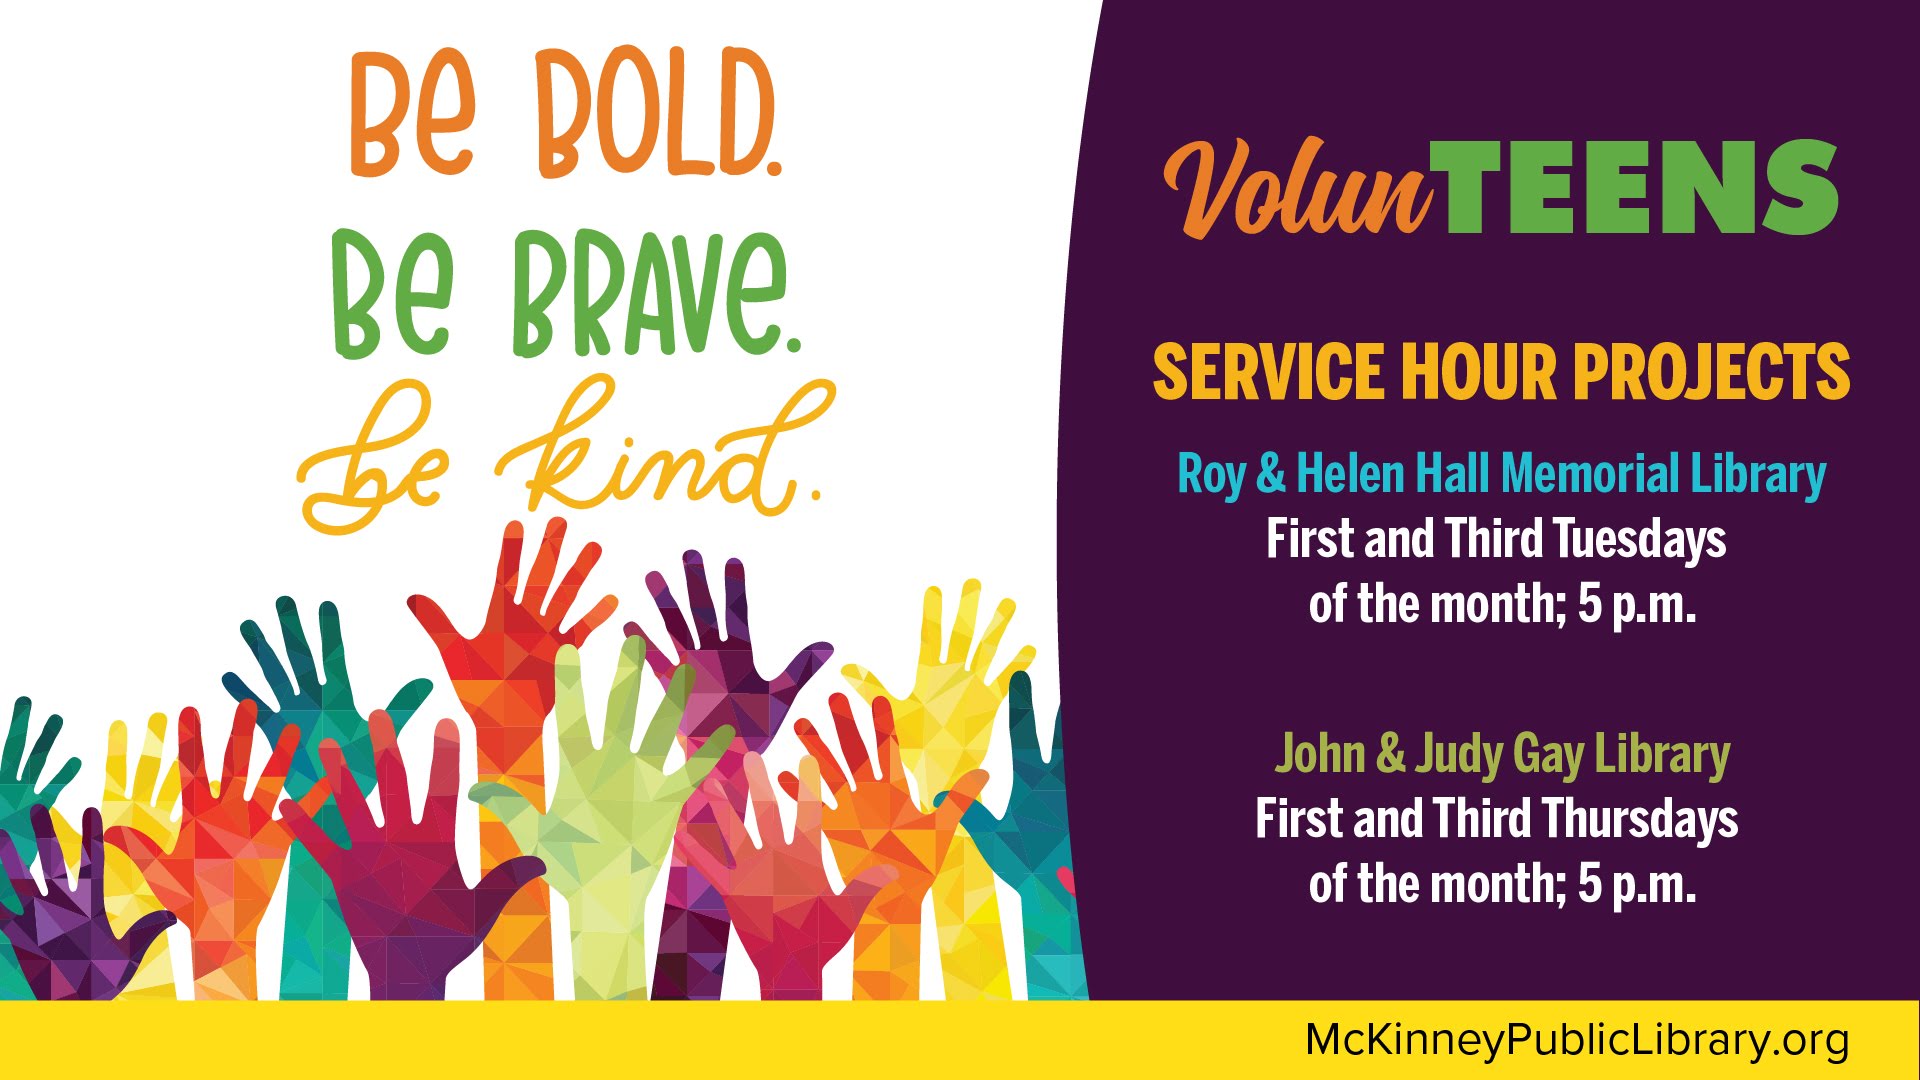 Be BOLD.
Be BRAVe.
be kind.
VolunTEENS
SERVICE HOUR PROJECTS
Roy & Helen Hall Memorial Library
First and Third Tuesdays
of the month; 5 p.m.
John & Judy Gay Library
First and Third Thursdays
of the month; 5 p.m.
McKinneyPublicLibrary.org